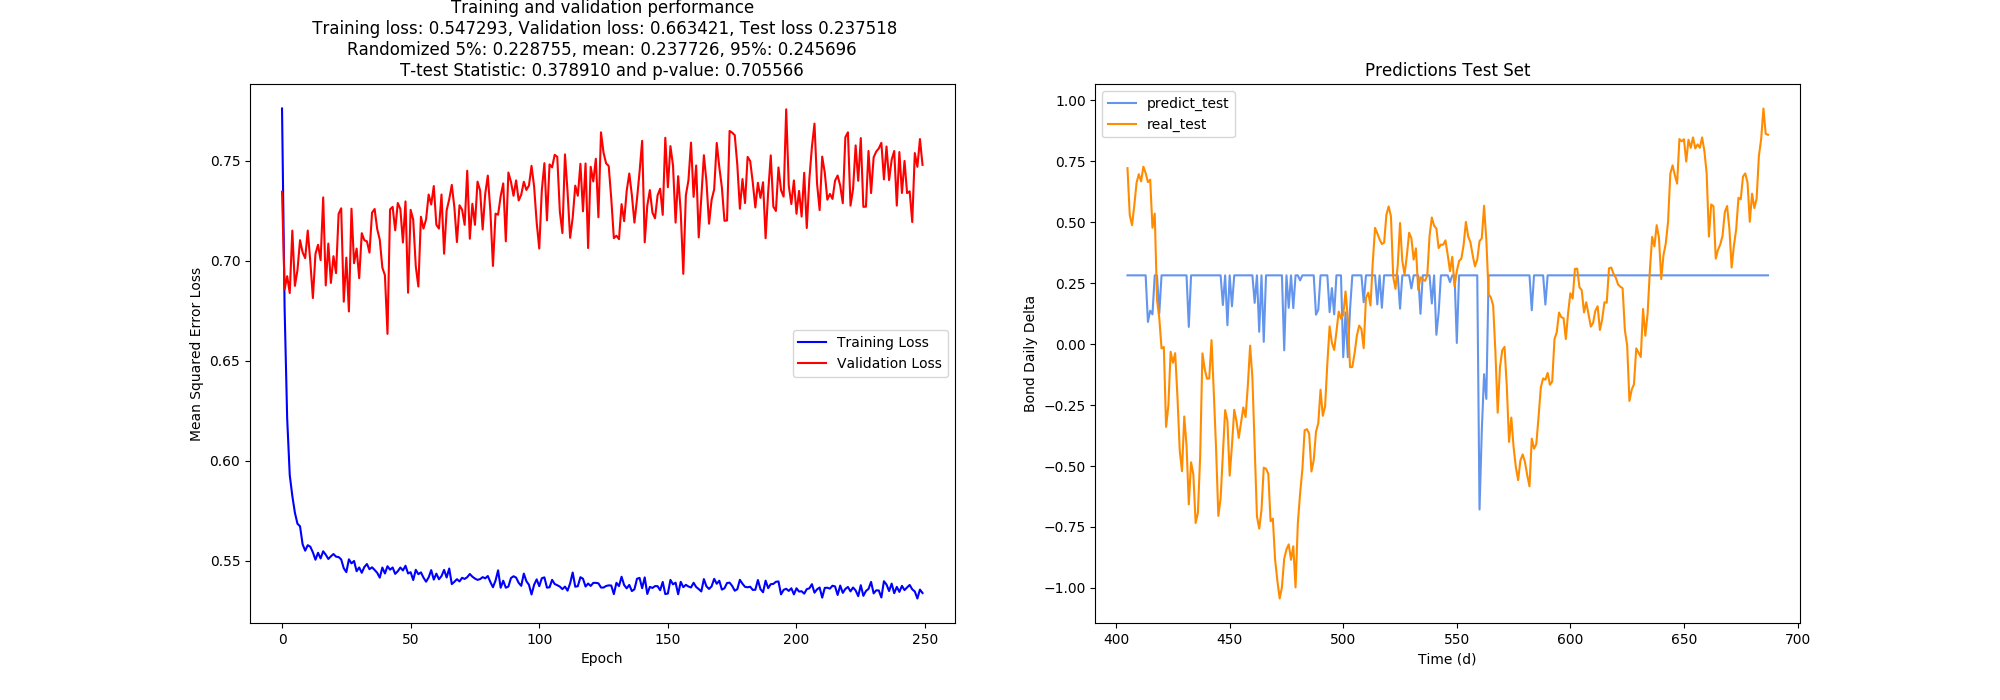 Training and validation performance
Training loss: 0.547293, Validation loss: 0.663421, Test loss 0.237518
Randomized 5%: 0.228755, mean: 0.237726, 95%: 0.245696
T-test Statistic: 0.378910 and p-value: 0.705566
Mean Squared Error Loss
0.75
0.70
0.65
0.60
0.55
Training Loss
Validation Loss
0 50 100 150 200 250
Epoch
Predictions Test Set
Bond Daily Delta
1.00
0.75
0.50
0.25
0.00
−0.25
−0.50
−0.75
−1.00
predict_test
real_test
400 450 500 550 600 650 700
Time (d)